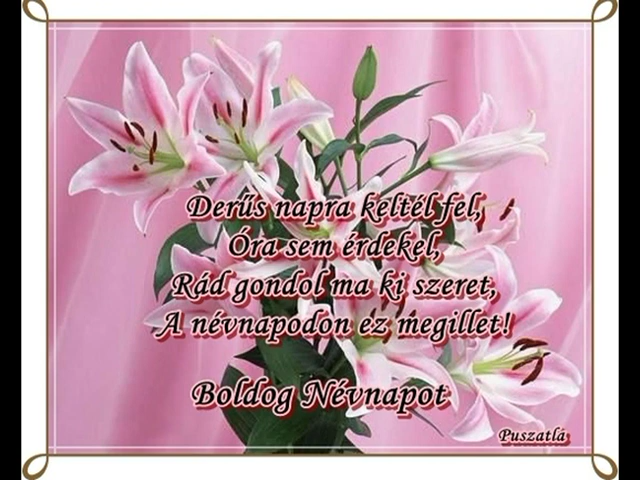 Derűs napra keltél fel,
Óra sem érdekel,
Rád gondol ma ki szeret,
A névnapodon ez megillet!
Boldog Névnapot
Puszatlá